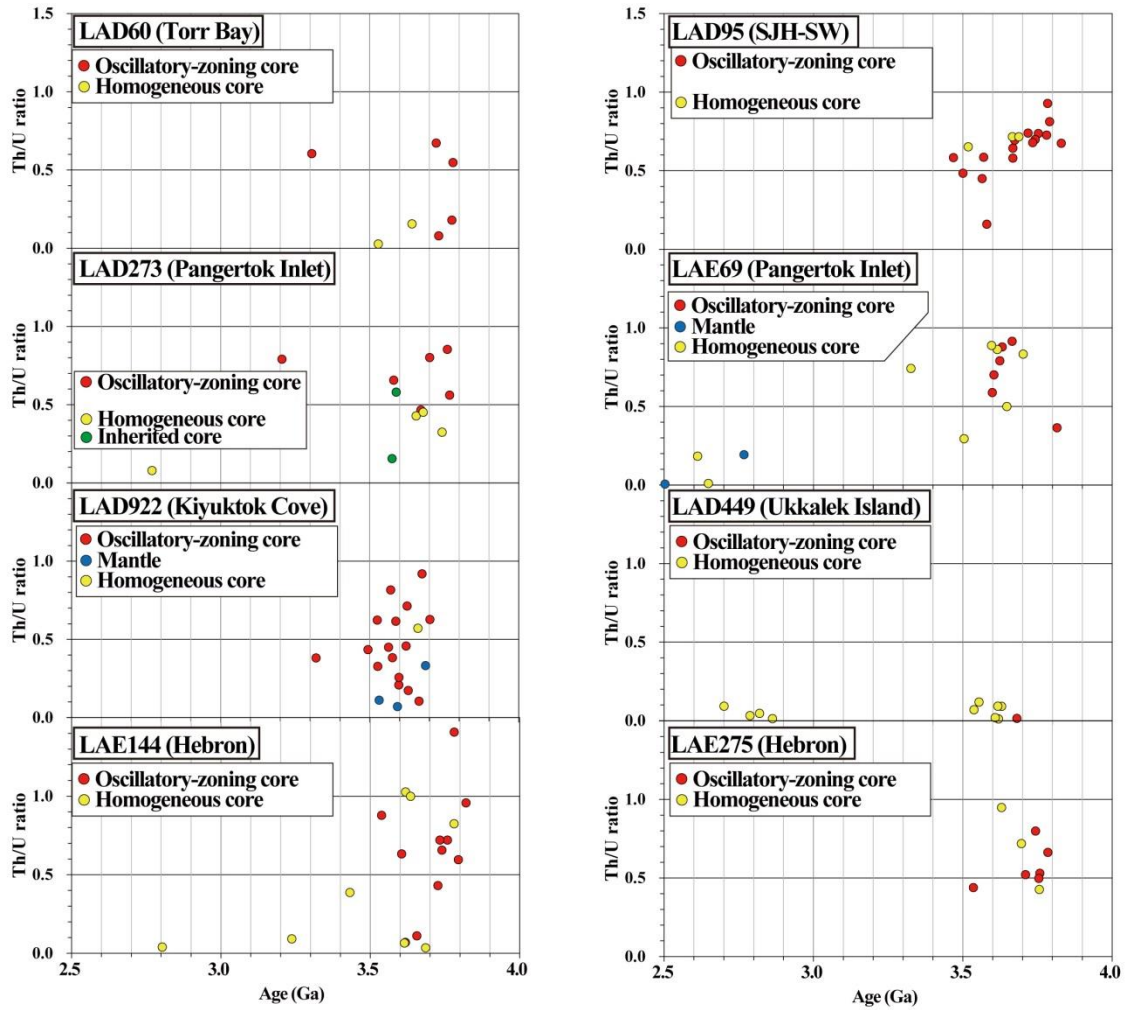 LAD60 (Torr Bay)
Oscillatory-zoning core
Homogeneous core
1.5
1.0
0.5
0.0
Th/U ratio
LAD273 (Pangertok Inlet)
Oscillatory-zoning core
Homogeneous core
Inherited core
1.0
0.5
0.0
Th/U ratio
LAD922 (Kiyuktok Cove)
Oscillatory-zoning core
Mantle
Homogeneous core
1.0
0.5
0.0
Th/U ratio
LAE144 (Hebron)
Oscillatory-zoning core
Homogeneous core
1.0
0.5
0.0
Th/U ratio
2.5 3.0 3.5 4.0
Age (Ga)
LAD95 (SJH-SW)
Oscillatory-zoning core
Homogeneous core
1.5
1.0
0.5
0.0
Th/U ratio
LAE69 (Pangertok Inlet)
Oscillatory-zoning core
Mantle
Homogeneous core
1.0
0.5
0.0
Th/U ratio
LAD449 (Ukkalek Island)
Oscillatory-zoning core
Homogeneous core
1.0
0.5
0.0
Th/U ratio
LAE275 (Hebron)
Oscillatory-zoning core
Homogeneous core
1.0
0.5
0.0
Th/U ratio
2.5 3.0 3.5 4.0
Age (Ga)